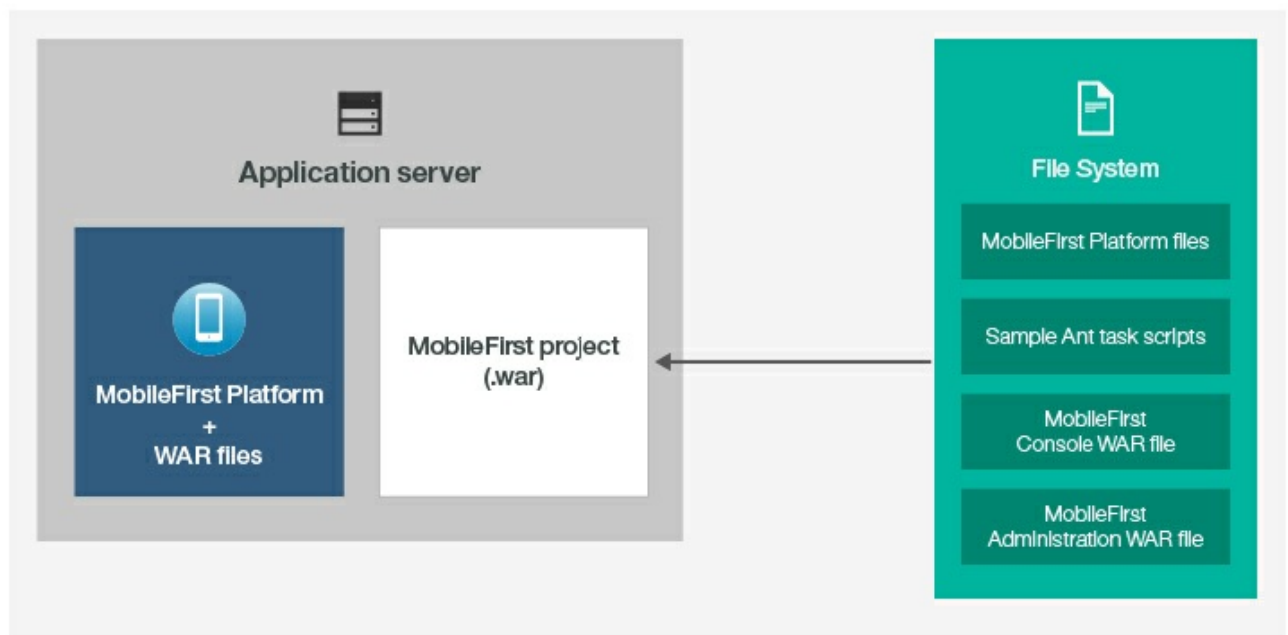 Application server
MobileFirst Platform
+
WAR files
MobileFirst project
(.war)
File System
MobileFirst Platform files
Sample Ant task scripts
MobileFirst
Console WAR file
MobileFirst
Administration WAR file